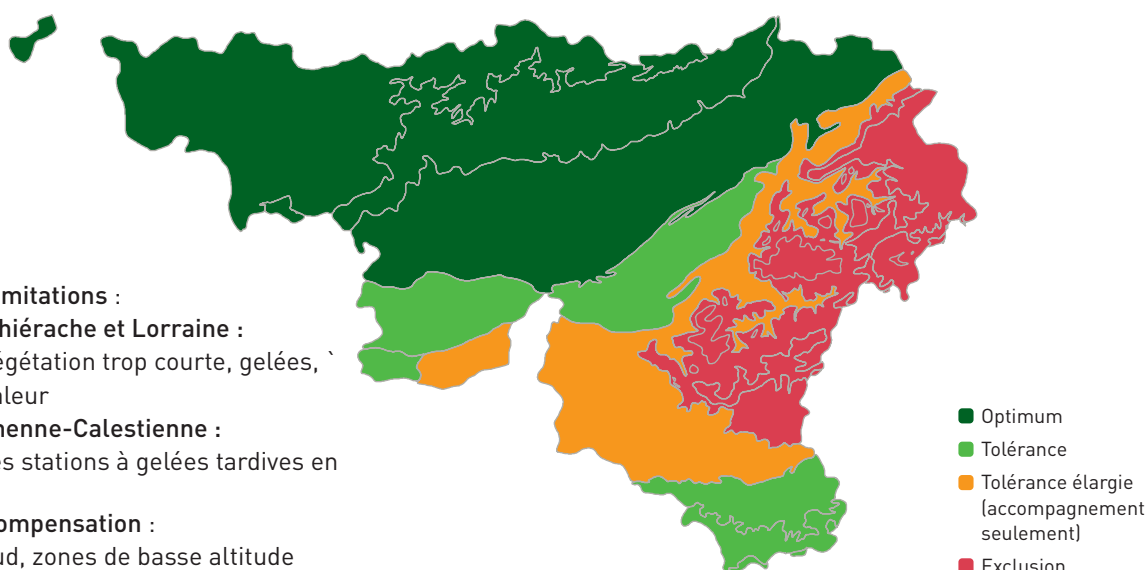 mitations :
hiérache et Lorraine :
égétation trop courte, gelées, `
aleur
nenne-Calestienne :
es stations à gelées tardives en
ompensation :
ud, zones de basse altitude
Optimum
Tolérance
Tolérance élargie
(accompagnement
seulement)
Exclusion